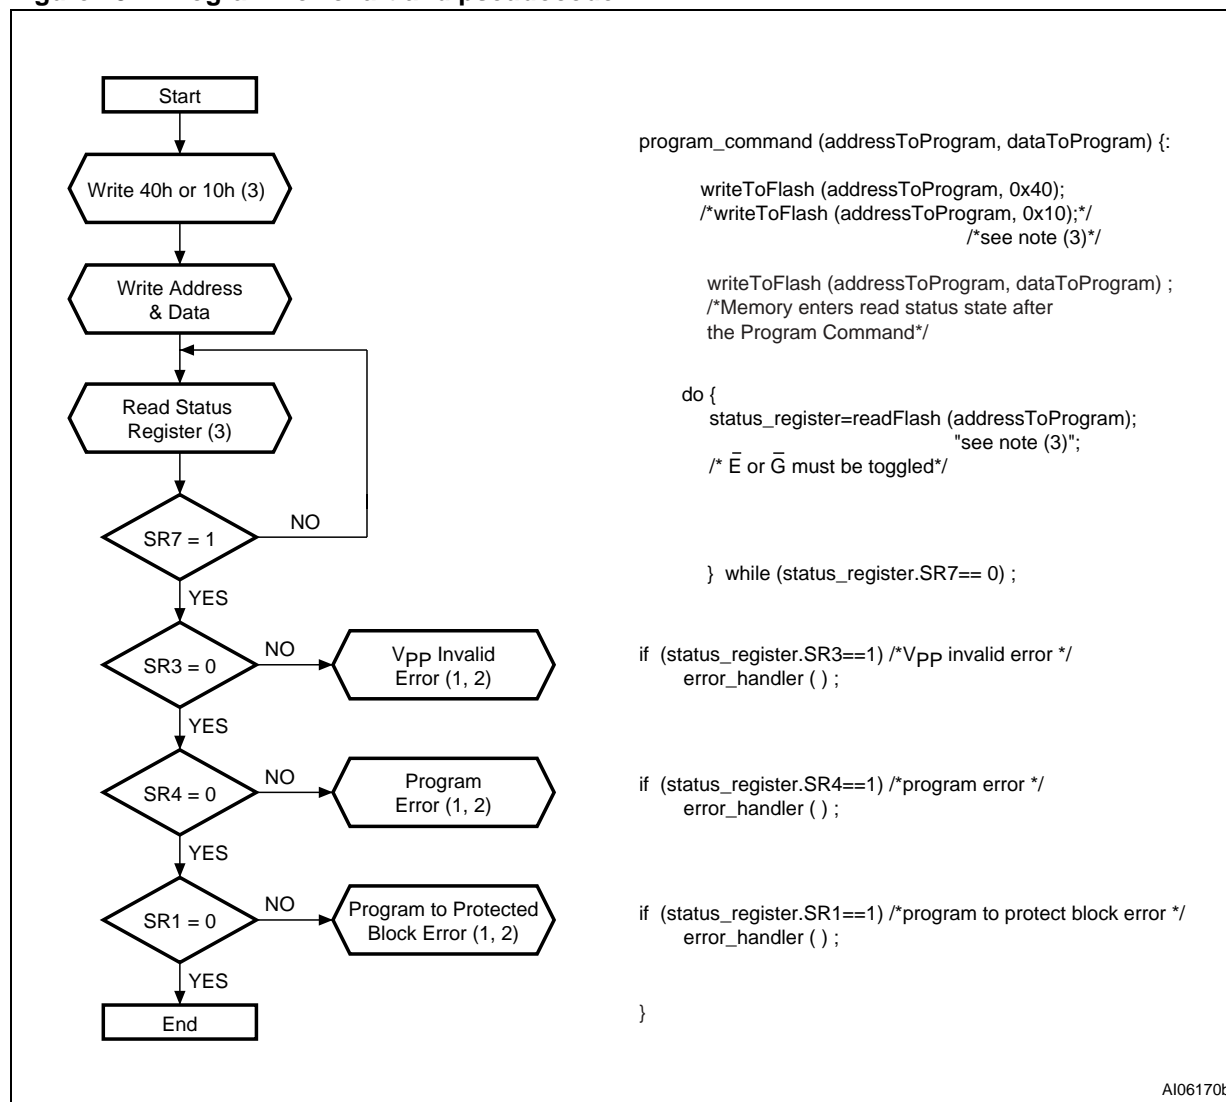 Start
Write 40h or 10h (3)
Write Address
& Data
Read Status
Register (3)
SR7 = 1
NO
YES
SR3 = 0
NO
VPP Invalid
Error (1, 2)
YES
SR4 = 0
NO
Program
Error (1, 2)
YES
SR1 = 0
NO
Program to Protected
Block Error (1, 2)
YES
End
program_command (addressToProgram, dataToProgram) {:
writeToFlash (addressToProgram, 0x40);
/*writeToFlash (addressToProgram, 0x10);*/
/*see note (3)*/
writeToFlash (addressToProgram, dataToProgram) ;
/*Memory enters read status state after
the Program Command*/
do {
status_register=readFlash (addressToProgram);
"see note (3)";
/* E̅ or G̅ must be toggled*/
} while (status_register.SR7== 0) ;
if (status_register.SR3==1) /*VPP invalid error */
error_handler ( ) ;
if (status_register.SR4==1) /*program error */
error_handler ( ) ;
if (status_register.SR1==1) /*program to protect block error */
error_handler ( ) ;
}
AI06170b